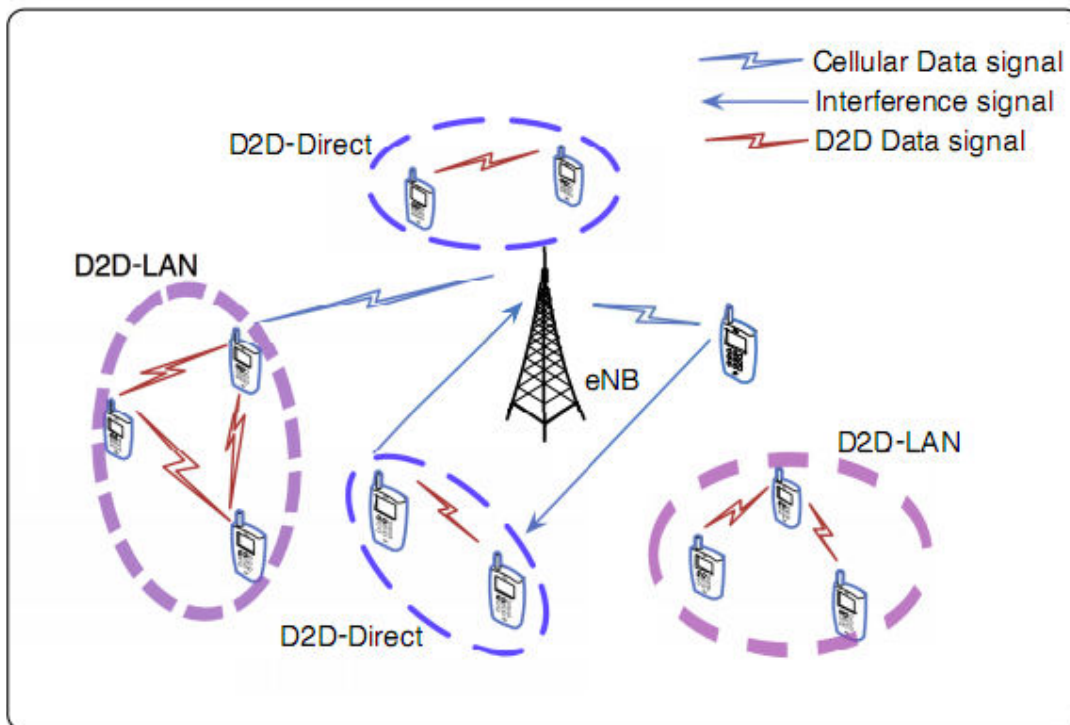 Cellular Data signal
Interference signal
D2D Data signal
D2D-Direct
D2D-LAN
eNB
D2D-LAN
D2D-Direct